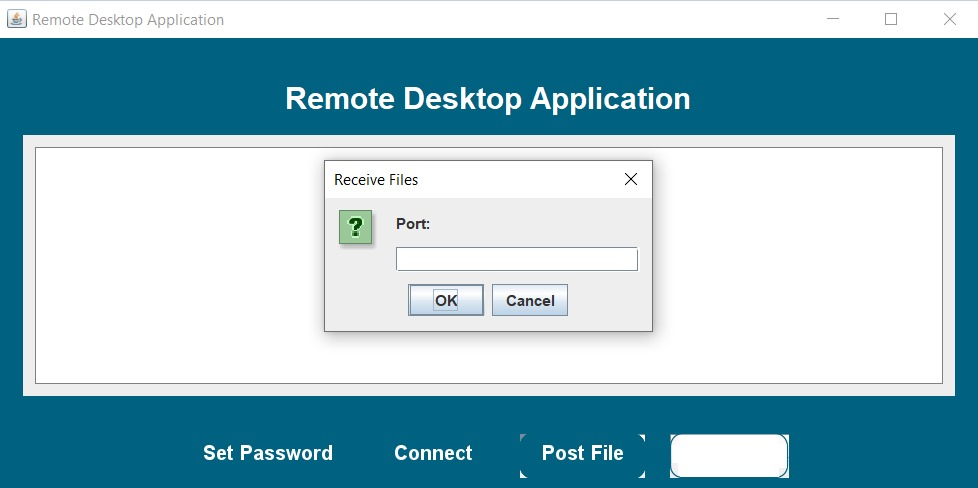 Remote Desktop Application
Remote Desktop Application
Receive Files
?
Port:
OK Cancel
Set Password Connect Post File